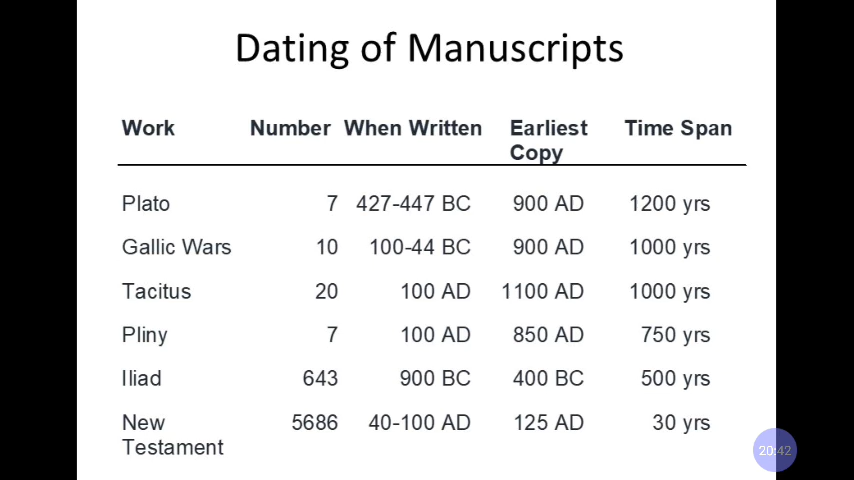 Dating of Manuscripts
Work Number When Written Earliest Copy Time Span
Plato 7 427-447 BC 900 AD 1200 yrs
Gallic Wars 10 100-44 BC 900 AD 1000 yrs
Tacitus 20 100 AD 1100 AD 1000 yrs
Pliny 7 100 AD 850 AD 750 yrs
Iliad 643 900 BC 400 BC 500 yrs
New Testament 5686 40-100 AD 125 AD 30 yrs
20:42